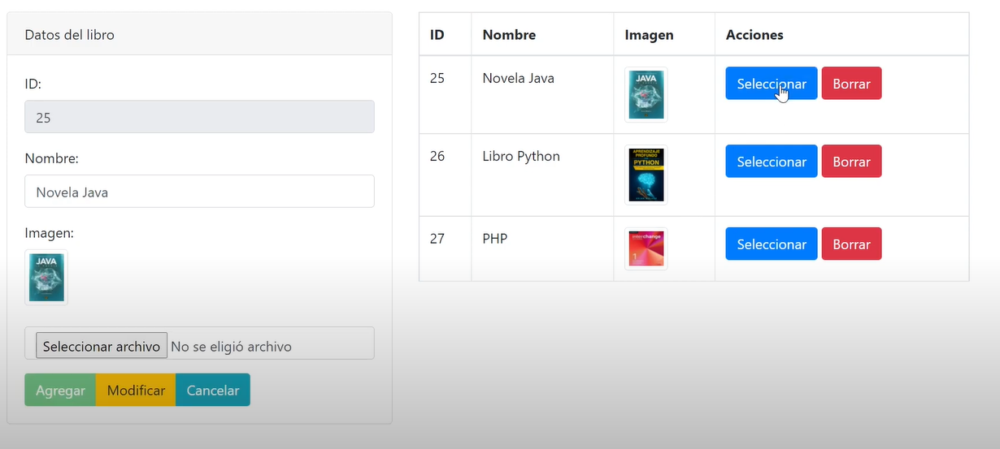 Datos del libro
ID:
25
Nombre:
Novela Java
Imagen:
JAVA
Seleccionar archivo No se eligió archivo
Agregar Modificar Cancelar
ID Nombre Imagen Acciones
25 Novela Java JAVA Seleccionar Borrar
26 Libro Python APRENDIZAJE PROFUNDO PYTHON Seleccionar Borrar
27 PHP interchange 1 Seleccionar Borrar